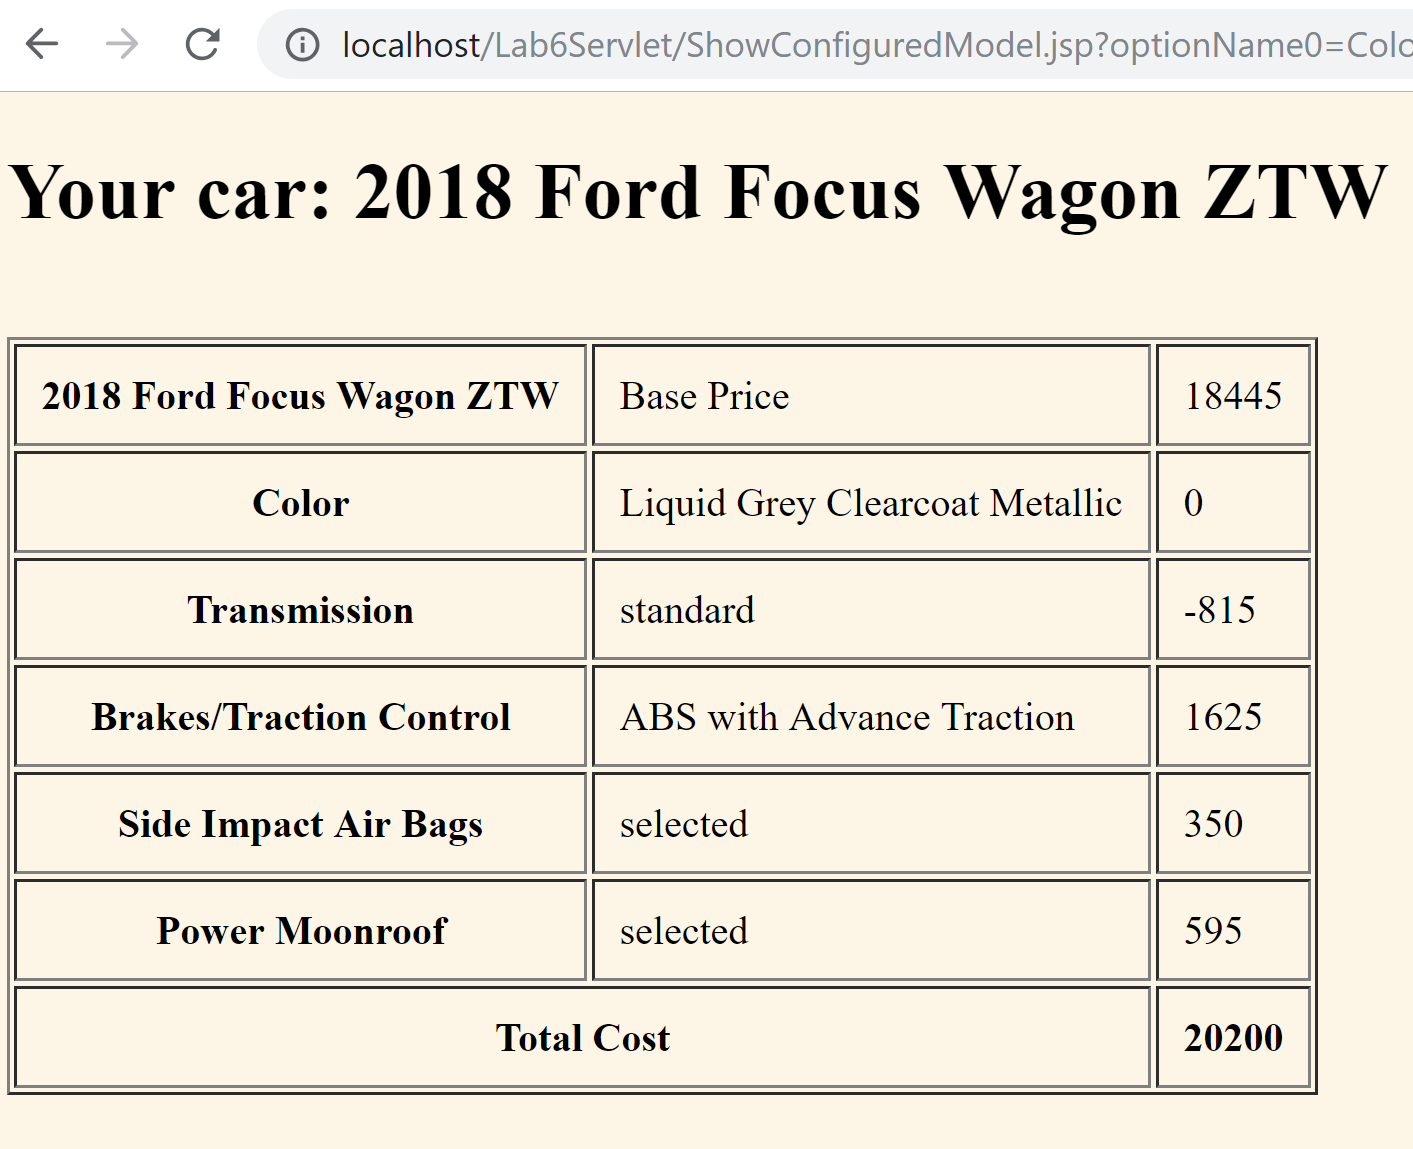 localhost/Lab6Servlet/ShowConfiguredModel.jsp?optionName0=Colo
Your car: 2018 Ford Focus Wagon ZTW
2018 Ford Focus Wagon ZTW Base Price 18445
Color Liquid Grey Clearcoat Metallic 0
Transmission standard -815
Brakes/Traction Control ABS with Advance Traction 1625
Side Impact Air Bags selected 350
Power Moonroof selected 595
Total Cost 20200